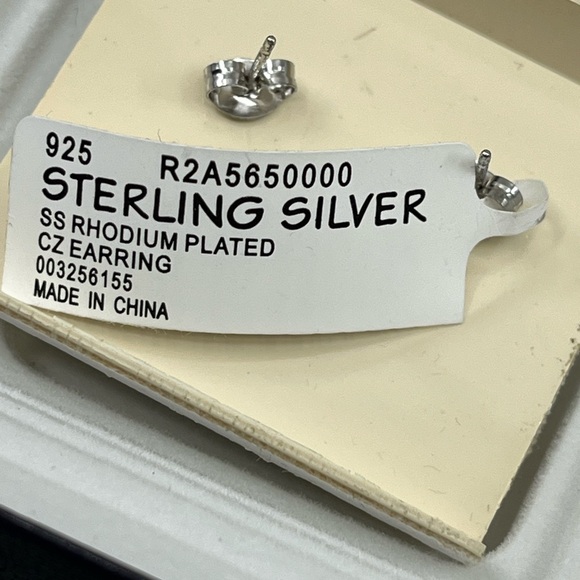 925 R2A5650000
STERLING SILVER
SS RHODIUM PLATED
CZ EARRING
003256155
MADE IN CHINA